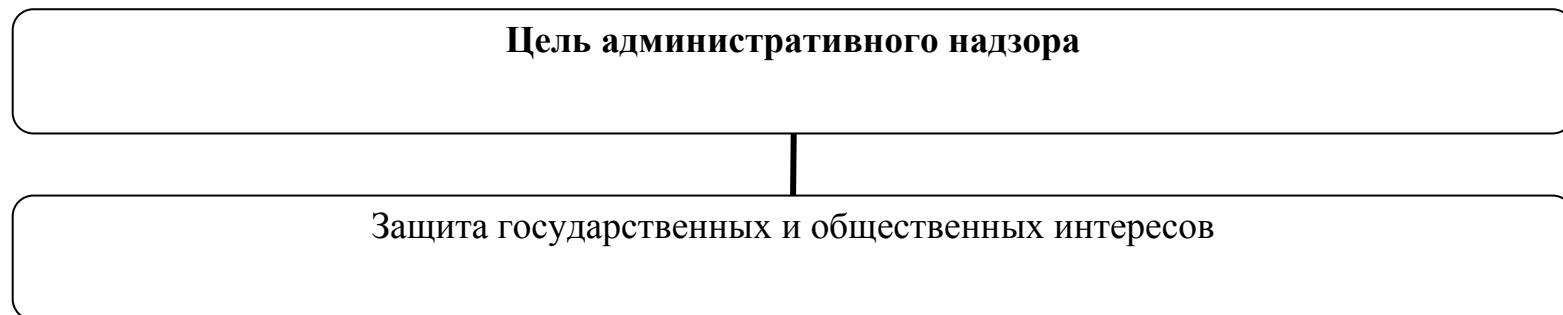 Цель административного надзора
Защита государственных и общественных интересов